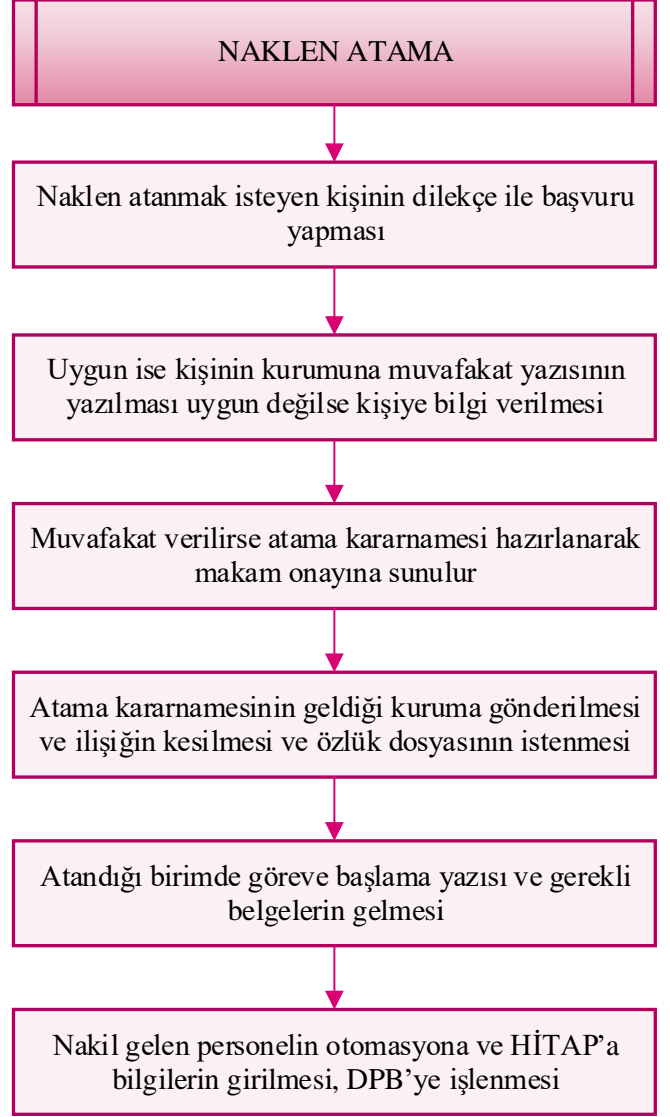 NAKLEN ATAMA
Naklen atanmak isteyen kişinin dilekçe ile başvuru
yapması
Uygun ise kişinin kurumuna muvafakat yazısının
yazılması uygun değilse kişiye bilgi verilmesi
Muvafakat verilirse atama kararnamesi hazırlanarak
makam onayına sunulur
Atama kararnamesinin geldiği kuruma gönderilmesi
ve ilişiğin kesilmesi ve özlük dosyasının istenmesi
Atandığı birimde göreve başlama yazısı ve gerekli
belgelerin gelmesi
Nakil gelen personelin otomasyona ve HİTAP’a
bilgilerin girilmesi, DPB’ye işlenmesi